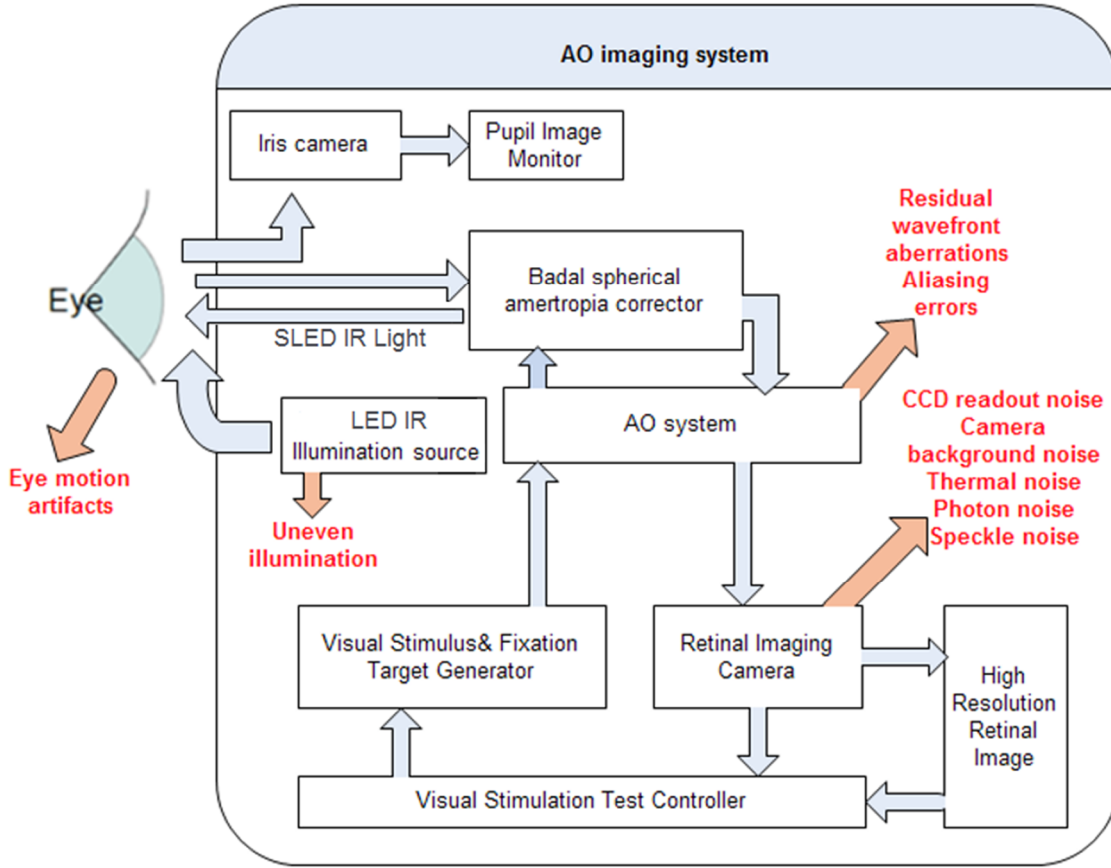 AO imaging system
Iris camera
Pupil Image
Monitor
Residual
wavefront
aberrations
Aliasing
errors
Badal spherical
amertropia corrector
Eye
SLED IR Light
LED IR
Illumination source
AO system
CCD readout noise
Camera
background noise
Thermal noise
Photon noise
Speckle noise
Eye motion
artifacts
Uneven
illumination
Visual Stimulus& Fixation
Target Generator
Retinal Imaging
Camera
High
Resolution
Retinal
Image
Visual Stimulation Test Controller